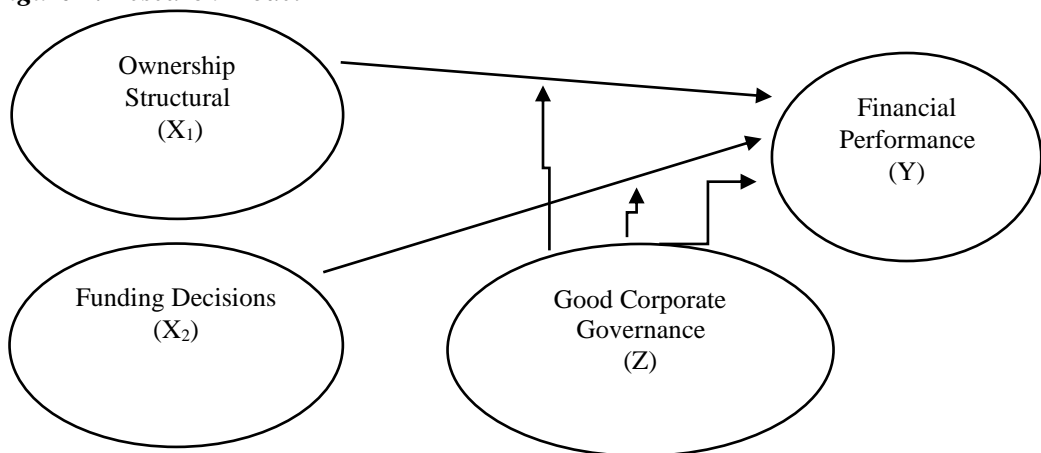 Ownership
Structural
(X₁)
Financial
Performance
(Y)
Funding Decisions
(X₂)
Good Corporate
Governance
(Z)